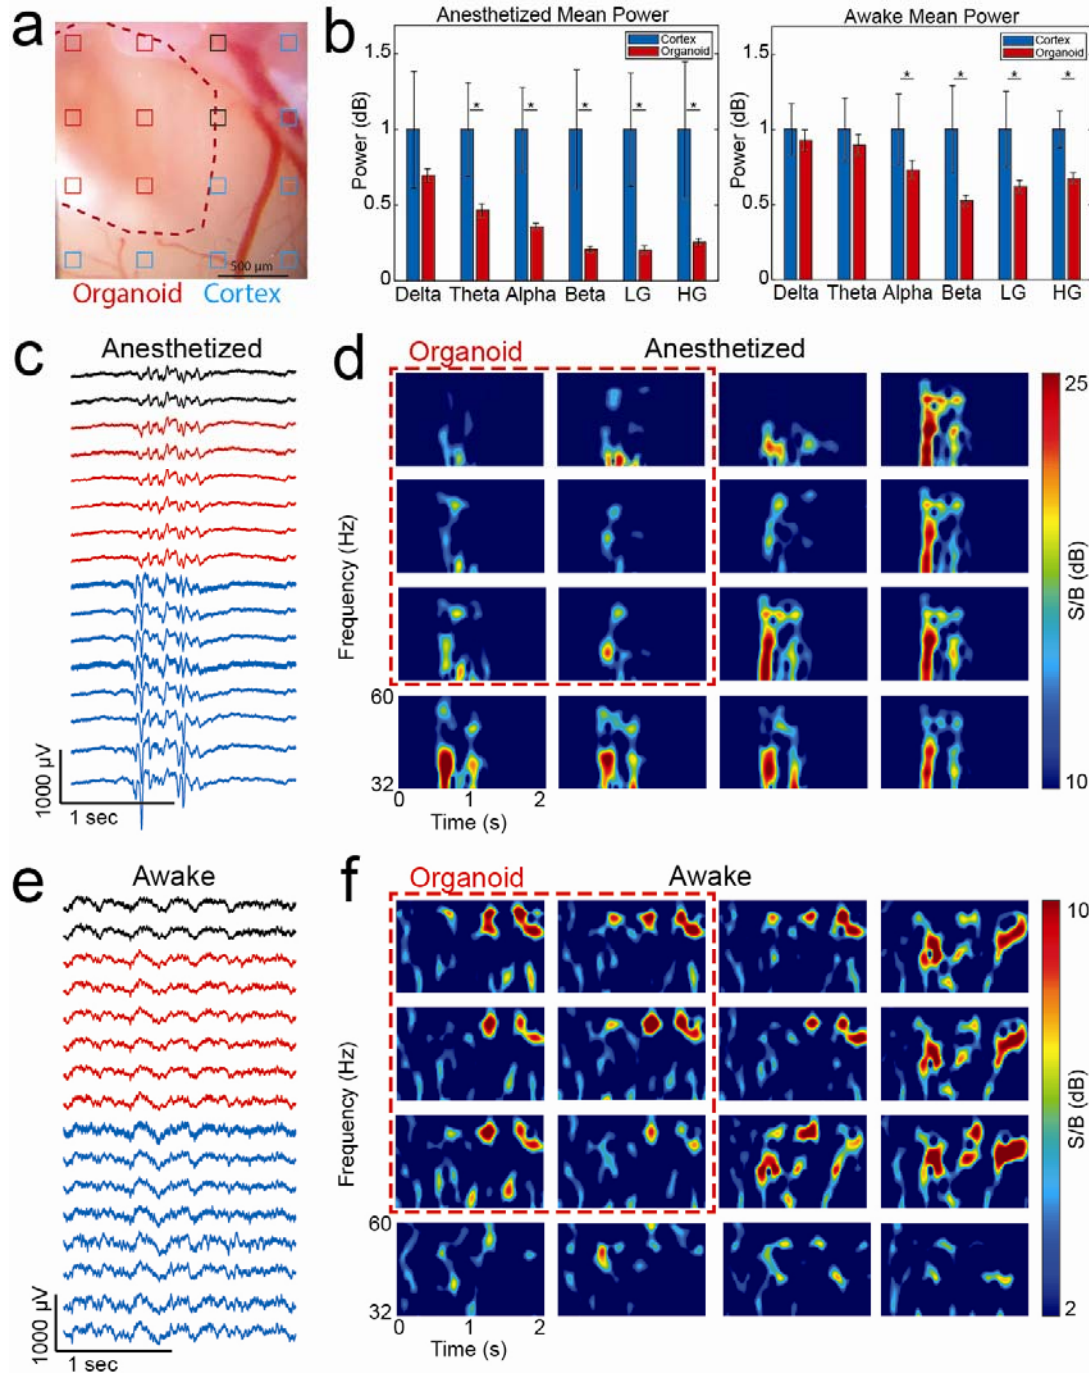 a
500 µm
Organoid Cortex
b
Anesthetized Mean Power
Cortex
Organoid
1.5
1
0.5
0
Power (dB)
* * * * *
Delta Theta Alpha Beta LG HG
Awake Mean Power
Cortex
Organoid
1.5
1
0.5
0
Power (dB)
* * * *
Delta Theta Alpha Beta LG HG
c
Anesthetized
1000 µV
1 sec
d
Organoid
Anesthetized
Frequency (Hz)
60
32
0 1 2
Time (s)
25
S/B (dB)
10
e
Awake
1000 µV
1 sec
f
Organoid
Awake
Frequency (Hz)
60
32
0 1 2
Time (s)
10
S/B (dB)
2